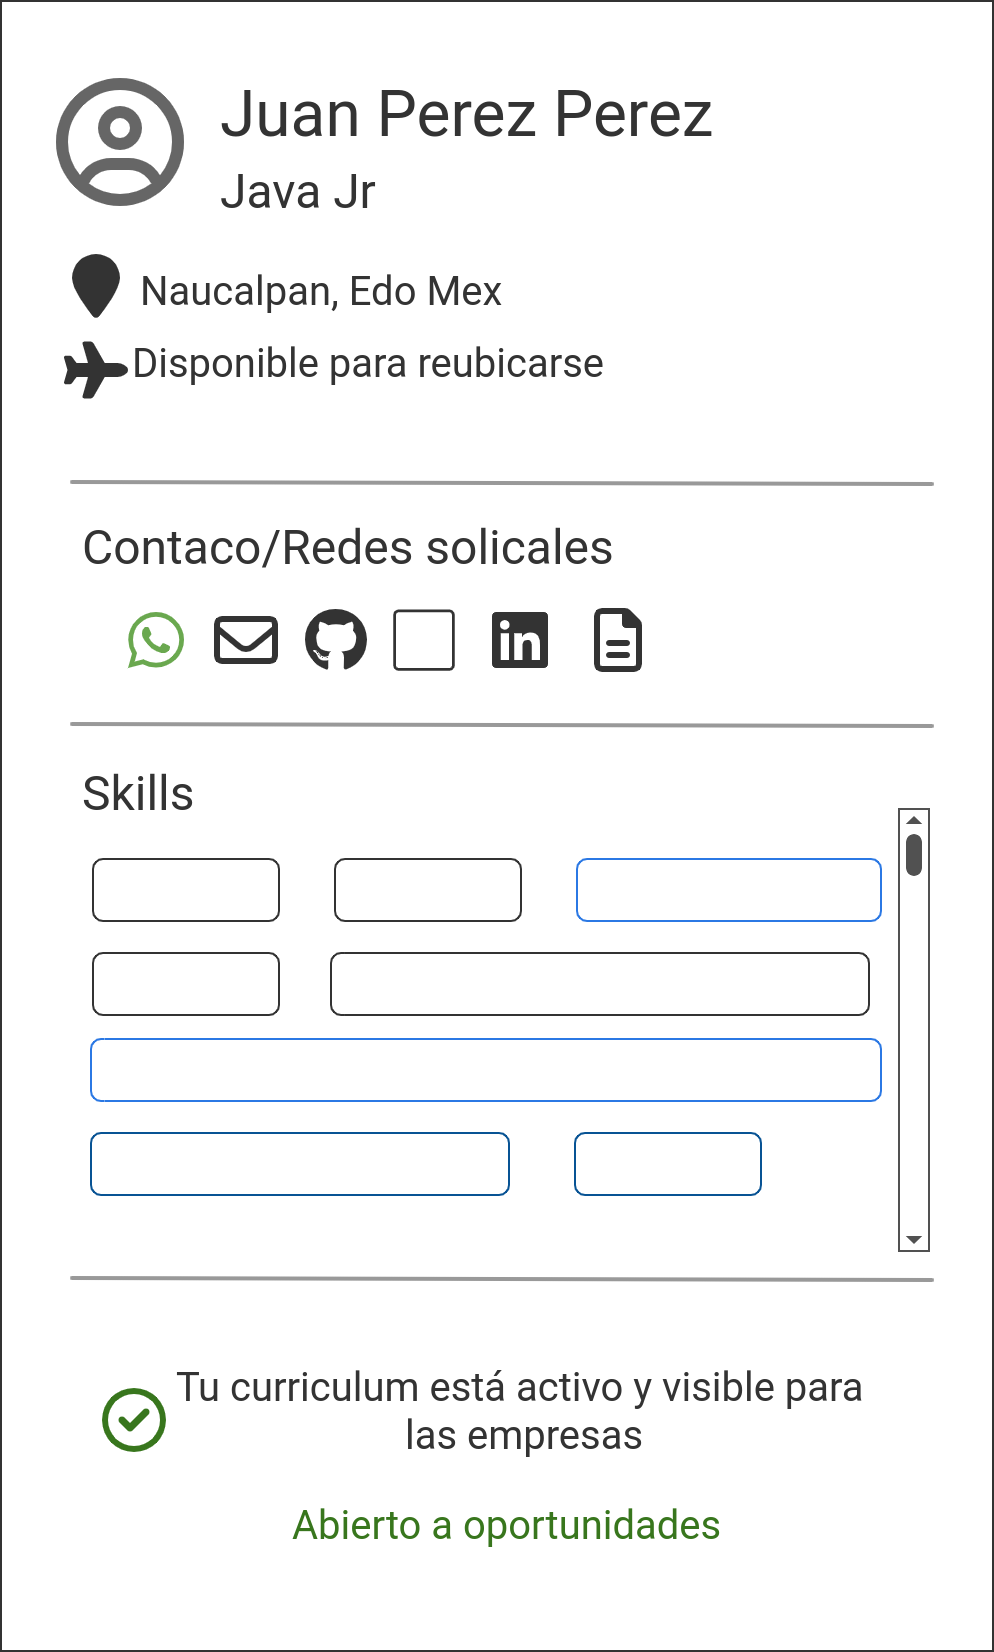 Juan Perez Perez
Java Jr
Naucalpan, Edo Mex
Disponible para reubicarse
Contaco/Redes solicales
in
Skills
Tu curriculum está activo y visible para
las empresas
Abierto a oportunidades